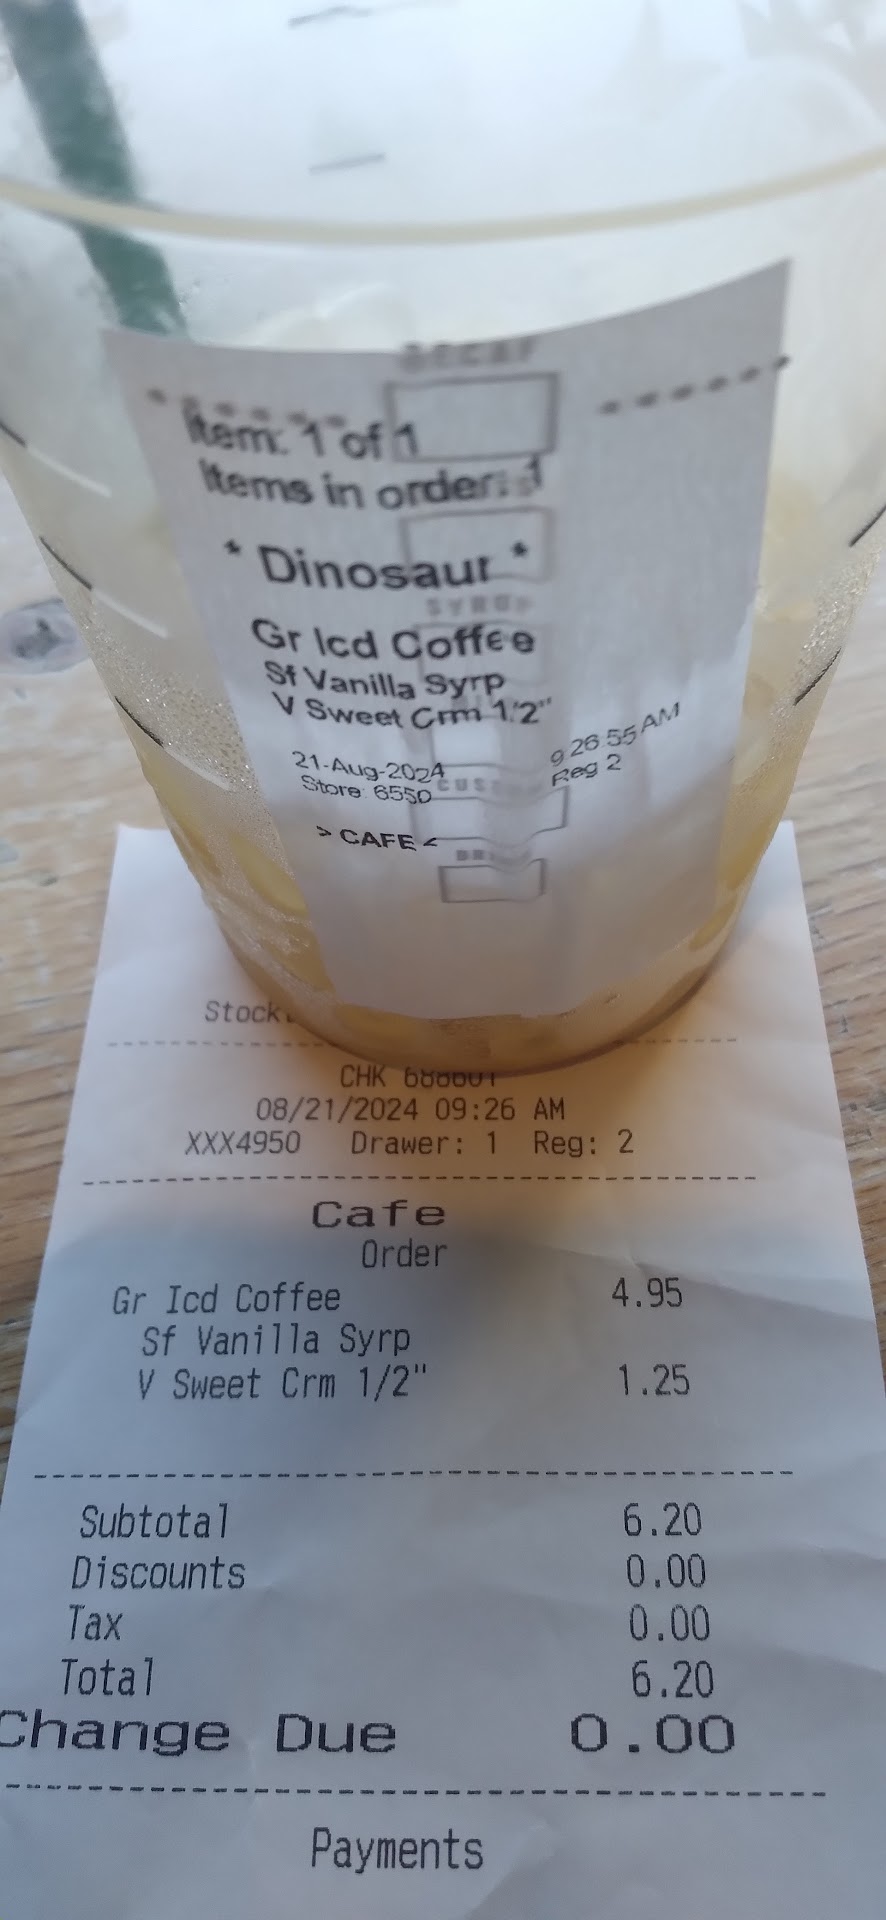 DECAF
Item: 1 of 1
Items in order: 1
* Dinosaur *
SYRUP
Gr Icd Coffee
Sf Vanilla Syrp
V Sweet Crm 1/2"
21-Aug-2024 9:26:55 AM
Store: 6550 Reg 2
> CAFE <
CHK
08/21/2024 09:26 AM
XXX4950 Drawer: 1 Reg: 2
Cafe
Order
Gr Icd Coffee 4.95
Sf Vanilla Syrp
V Sweet Crm 1/2" 1.25
Subtotal 6.20
Discounts 0.00
Tax 0.00
Total 6.20
Change Due 0.00
Payments